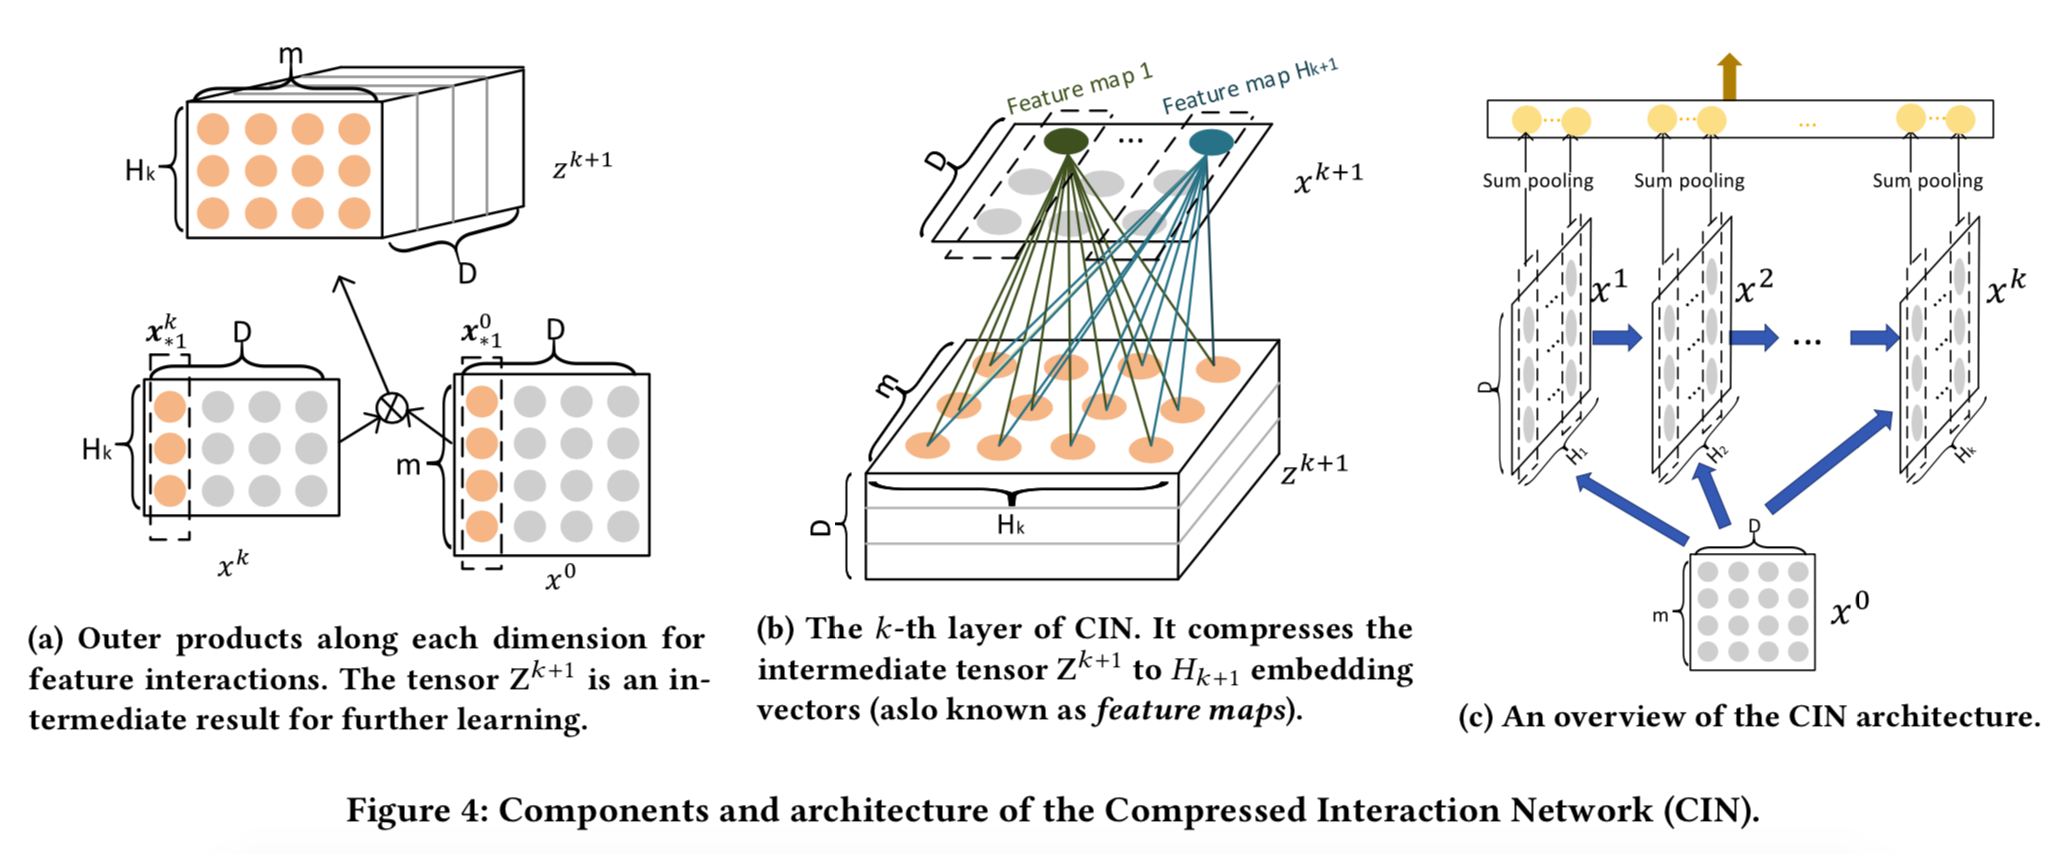 m
H_k
z^{k+1}
D
x^k_{*1}
D
H_k
x^k
x^0_{*1}
D
m
x^0
(a) Outer products along each dimension for
feature interactions. The tensor Z^{k+1} is an in-
termediate result for further learning.
Feature map 1
Feature map H_{k+1}
D
...
x^{k+1}
m
z^{k+1}
H_k
D
(b) The k-th layer of CIN. It compresses the
intermediate tensor Z^{k+1} to H_{k+1} embedding
vectors (aslo known as feature maps).
... ... ... ...
Sum pooling Sum pooling Sum pooling
x^1 x^2 x^k
...
D
H_1 H_2 H_k
D
m
x^0
(c) An overview of the CIN architecture.
Figure 4: Components and architecture of the Compressed Interaction Network (CIN).